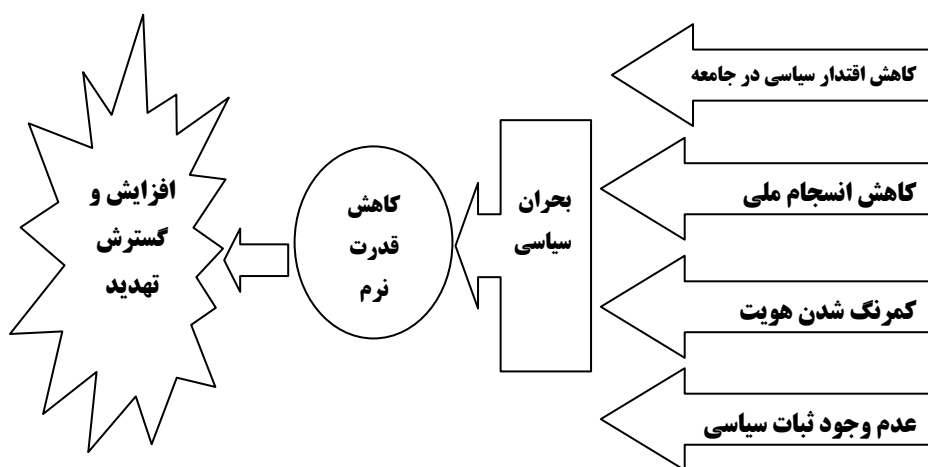 کاهش اقتدار سیاسی در جامعه
کاهش انسجام ملی
کمرنگ شدن هویت
عدم وجود ثبات سیاسی
بحران
سیاسی
کاهش
قدرت
نرم
افزایش و
گسترش
تهدید